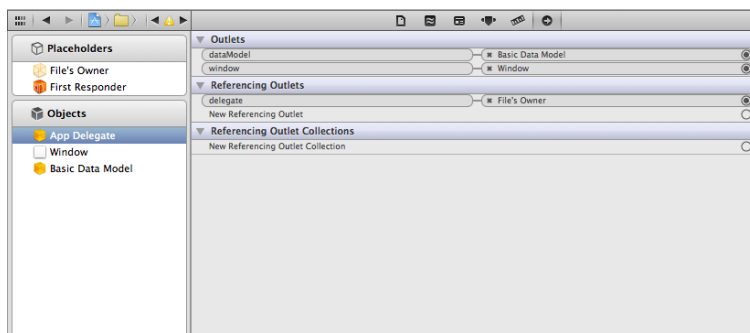 Placeholders
File's Owner
First Responder
Objects
App Delegate
Window
Basic Data Model
Outlets
dataModel Basic Data Model
window Window
Referencing Outlets
delegate File's Owner
New Referencing Outlet
Referencing Outlet Collections
New Referencing Outlet Collection